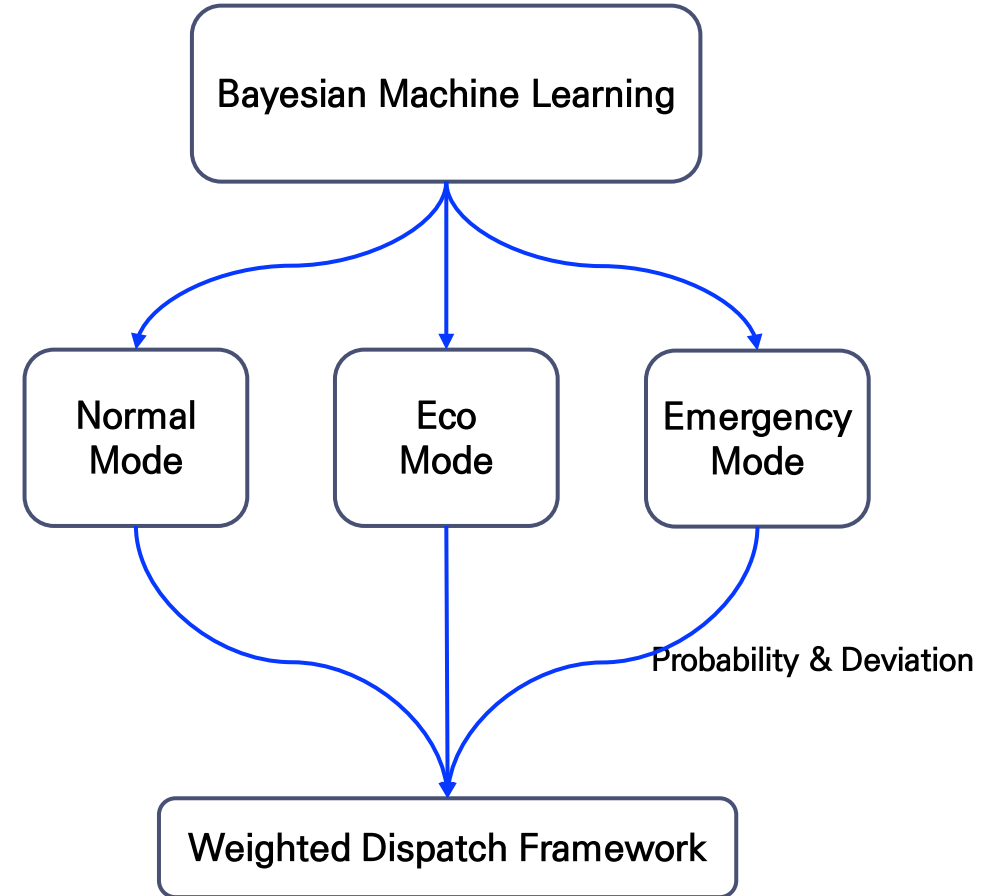 Bayesian Machine Learning
Normal
Mode
Eco
Mode
Emergency
Mode
Probability & Deviation
Weighted Dispatch Framework